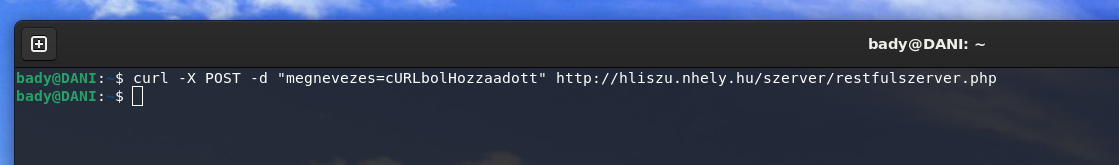 bady@DANI: ~
bady@DANI:~$ curl -X POST -d "megnevezes=cURLbolHozzaadott" http://hliszu.nhely.hu/szerver/restfulszerver.php
bady@DANI:~$